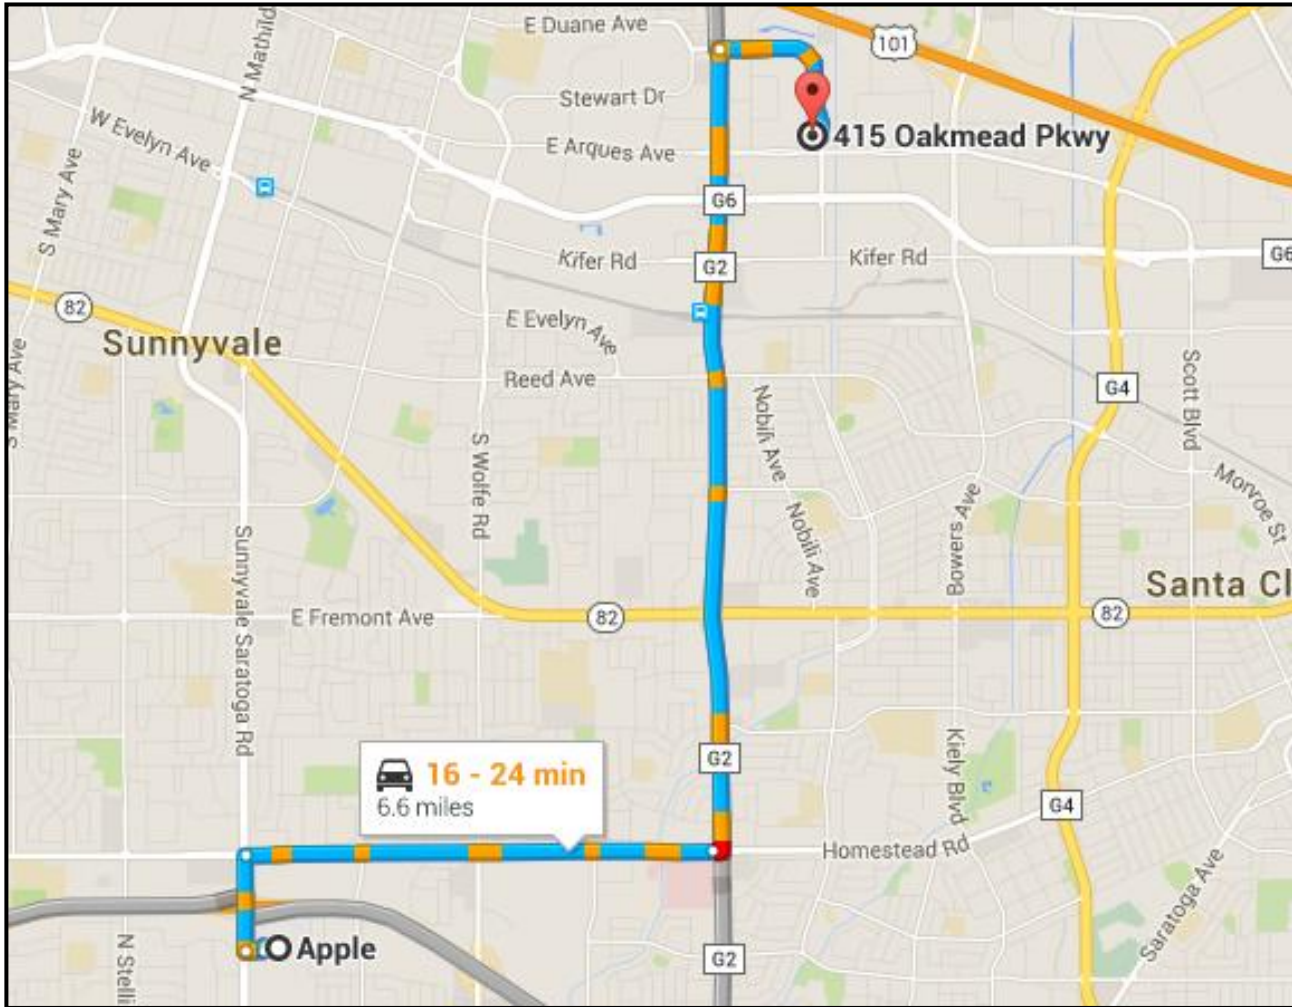 E Duane Ave
N Mathild
101
Stewart Dr
W Evelyn Ave
E Arques Ave
415 Oakmead Pkwy
S Mary Ave
G6
Kifer Rd
G2
Kifer Rd
G6
82
E Evelyn Ave
Sunnyvale
Reed Ave
S Mary Ave
G4
Scott Blvd
Nobili Ave
S Wolfe Rd
Monroe St
Bowers Ave
Nobili Ave
Santa Cl
E Fremont Ave
82
82
Sunnyvale Saratoga Rd
G2
16 - 24 min
6.6 miles
Kiely Blvd
G4
Homestead Rd
Saratoga Ave
Apple
N Stelli
G2